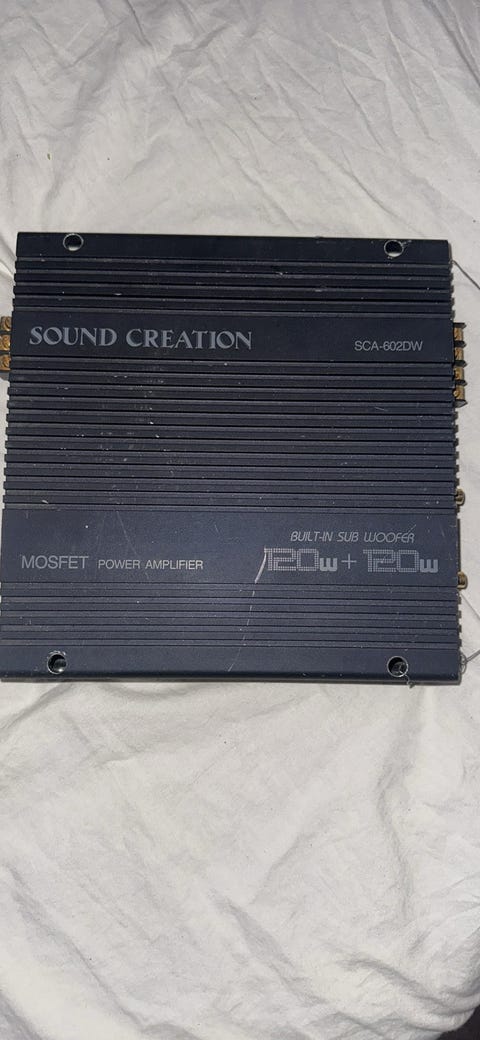 SOUND CREATION
SCA-602DW
BUILT-IN SUB WOOFER
MOSFET POWER AMPLIFIER
120W + 120W